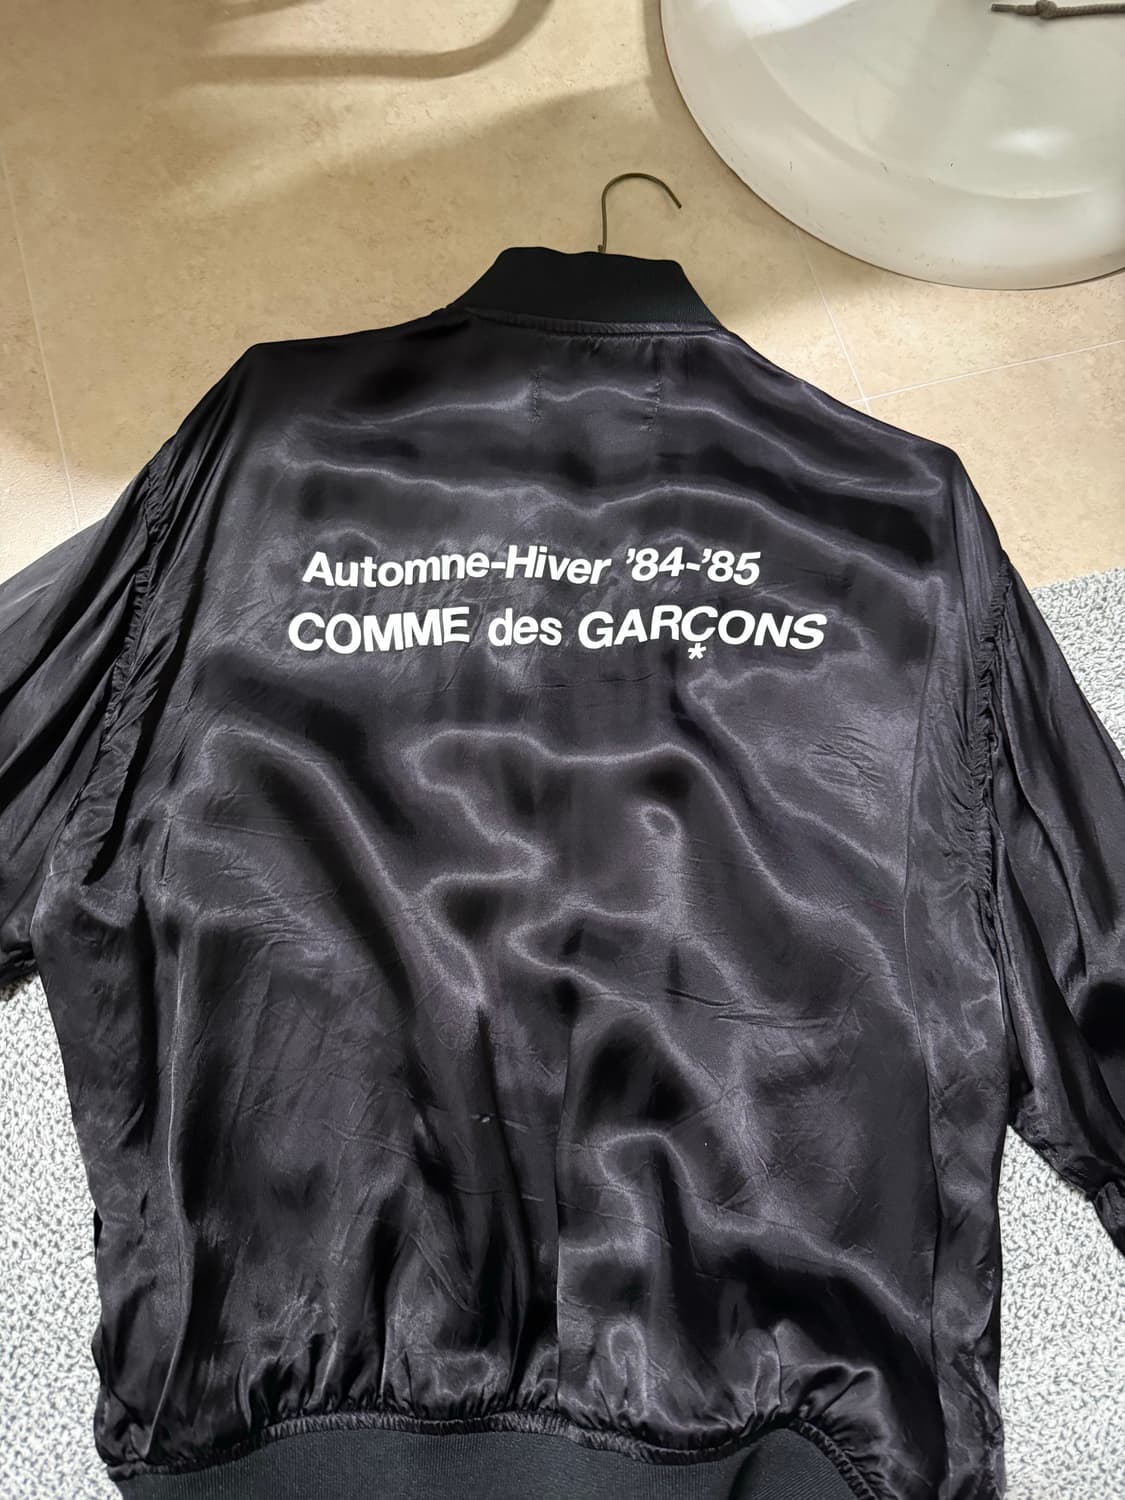 Automne-Hiver '84-'85
COMME des GARÇONS
*